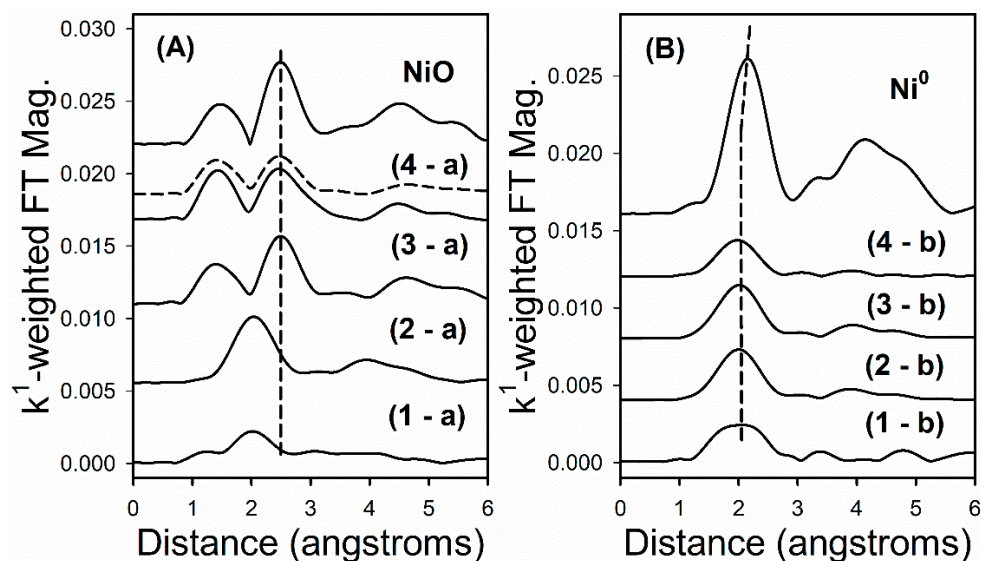 (A)
NiO
(4 - a)
(3 - a)
(2 - a)
(1 - a)
k¹-weighted FT Mag.
0.030
0.025
0.020
0.015
0.010
0.005
0.000
0 1 2 3 4 5 6
Distance (angstroms)
(B)
Ni⁰
(4 - b)
(3 - b)
(2 - b)
(1 - b)
k¹-weighted FT Mag.
0.025
0.020
0.015
0.010
0.005
0.000
0 1 2 3 4 5 6
Distance (angstroms)